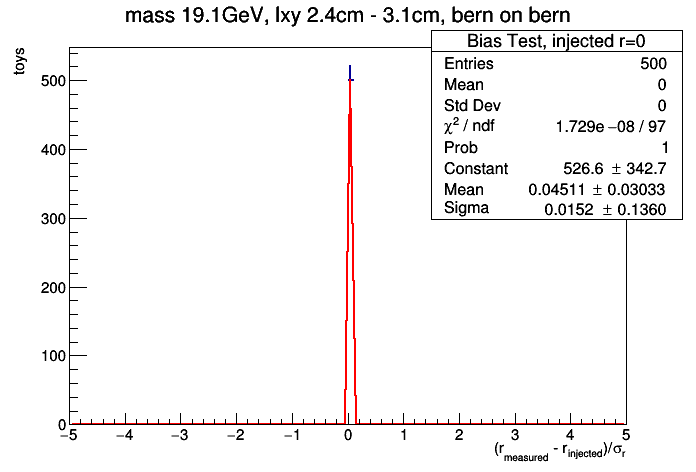 mass 19.1GeV, lxy 2.4cm - 3.1cm, bern on bern
Bias Test, injected r=0
Entries 500
Mean 0
Std Dev 0
χ² / ndf 1.729e−08 / 97
Prob 1
Constant 526.6 ± 342.7
Mean 0.04511 ± 0.03033
Sigma 0.0152 ± 0.1360
toys
500
400
300
200
100
0
−5 −4 −3 −2 −1 0 1 2 3 4 5
(r_measured - r_injected)/σ_r